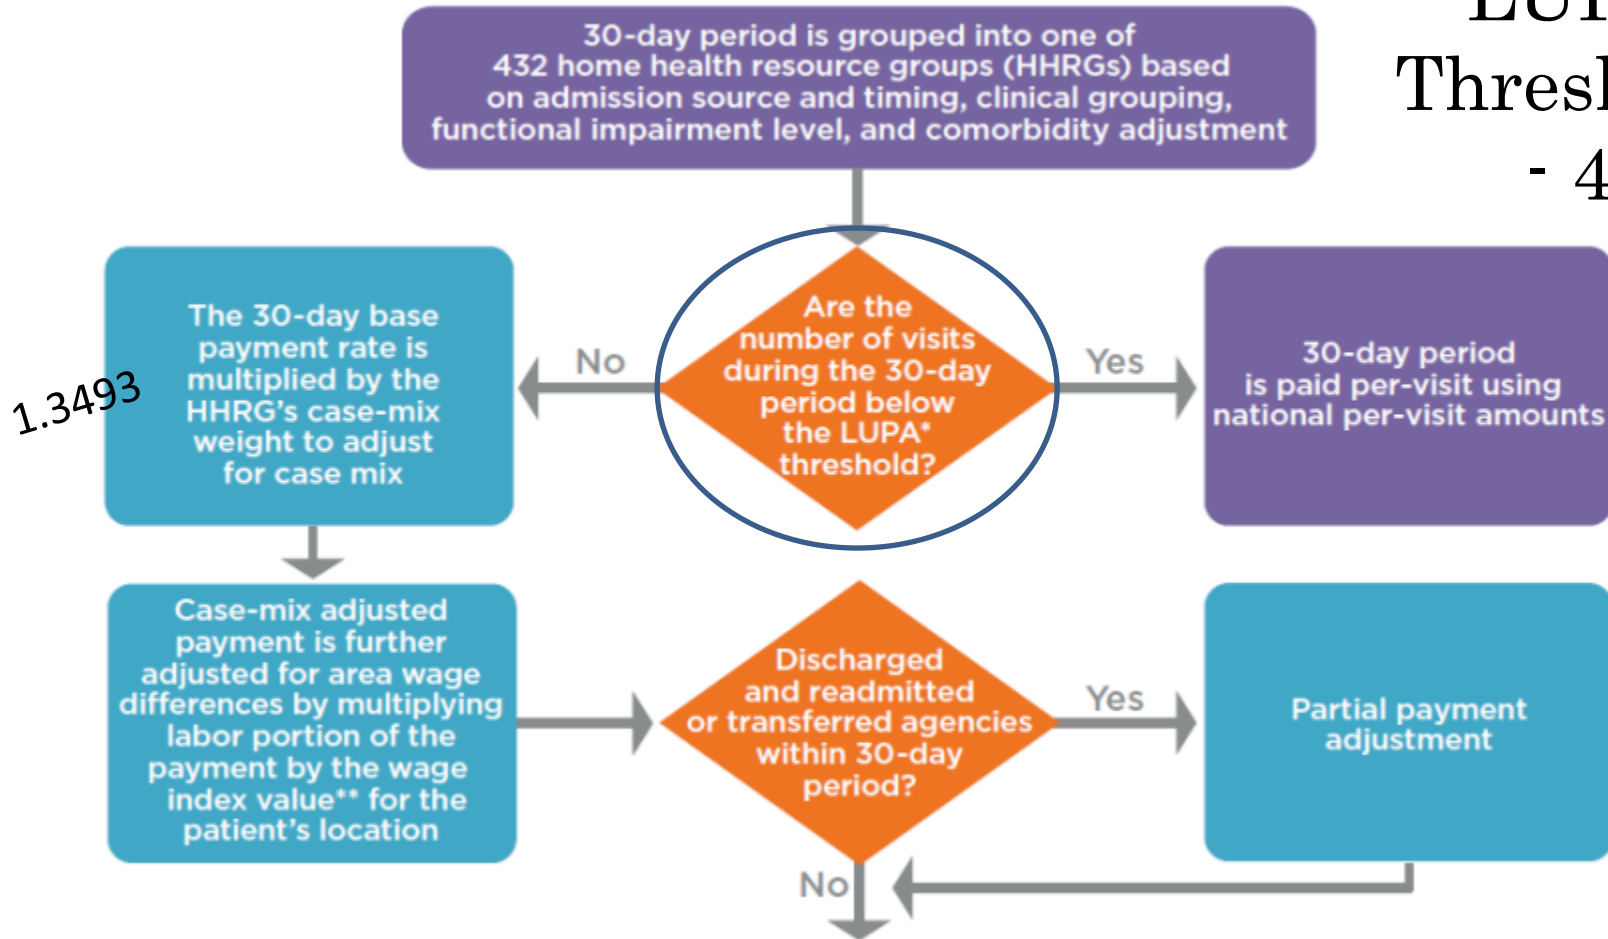 30-day period is grouped into one of
432 home health resource groups (HHRGs) based
on admission source and timing, clinical grouping,
functional impairment level, and comorbidity adjustment
- 4
The 30-day base
payment rate is
multiplied by the
HHRG's case-mix
weight to adjust
for case mix
1.3493
No
Are the
number of visits
during the 30-day
period below
the LUPA*
threshold?
Yes
30-day period
is paid per-visit using
national per-visit amounts
Case-mix adjusted
payment is further
adjusted for area wage
differences by multiplying
labor portion of the
payment by the wage
index value** for the
patient's location
Discharged
and readmitted
or transferred agencies
within 30-day
period?
Yes
Partial payment
adjustment
No